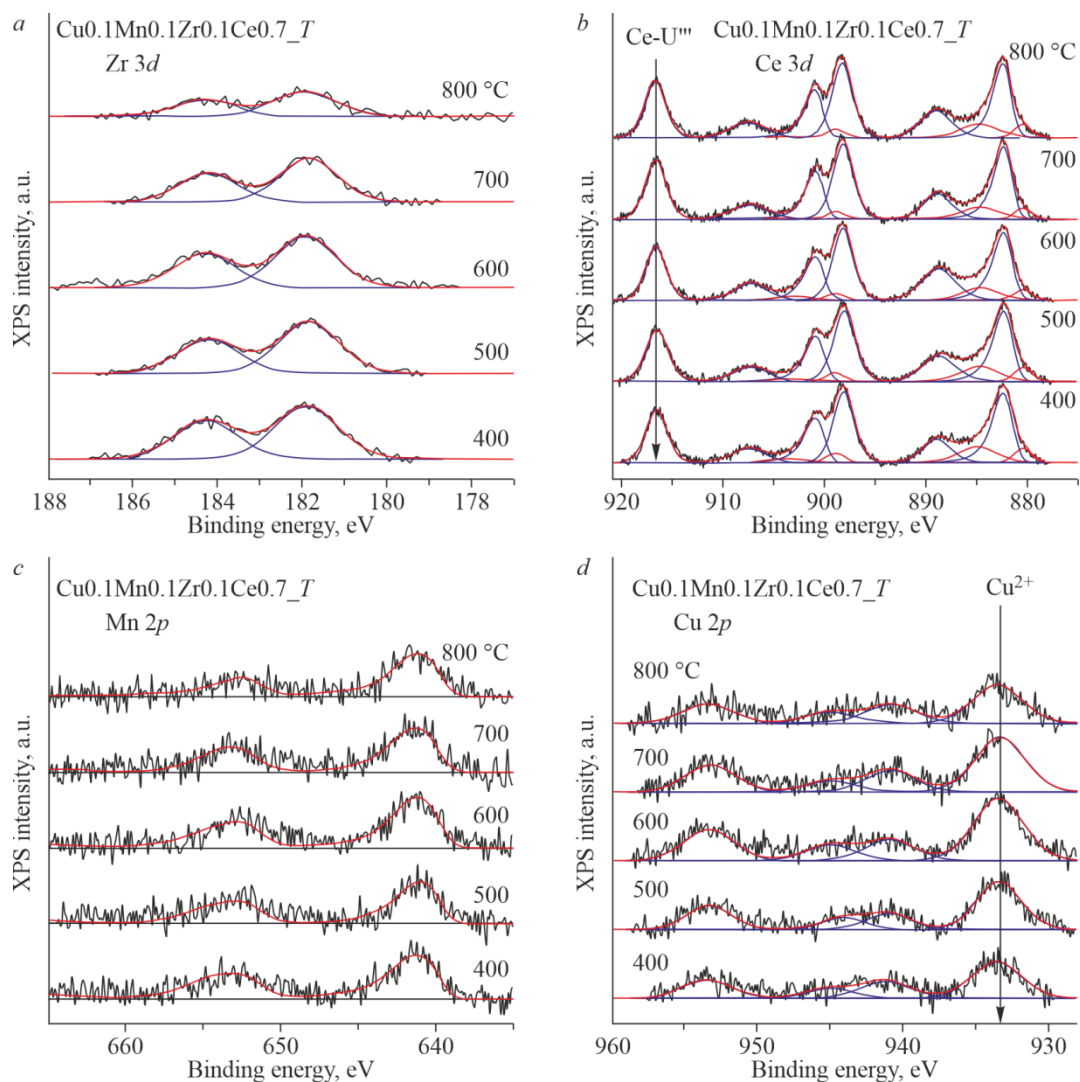 a
Cu0.1Mn0.1Zr0.1Ce0.7_T
Zr 3d
800 °C
700
600
500
400
XPS intensity, a.u.
188 186 184 182 180 178
Binding energy, eV
b
Ce-U'''
Cu0.1Mn0.1Zr0.1Ce0.7_T
Ce 3d
800 °C
700
600
500
400
XPS intensity, a.u.
920 910 900 890 880
Binding energy, eV
c
Cu0.1Mn0.1Zr0.1Ce0.7_T
Mn 2p
800 °C
700
600
500
400
XPS intensity, a.u.
660 650 640
Binding energy, eV
d
Cu0.1Mn0.1Zr0.1Ce0.7_T
Cu²⁺
Cu 2p
800 °C
700
600
500
400
XPS intensity, a.u.
960 950 940 930
Binding energy, eV